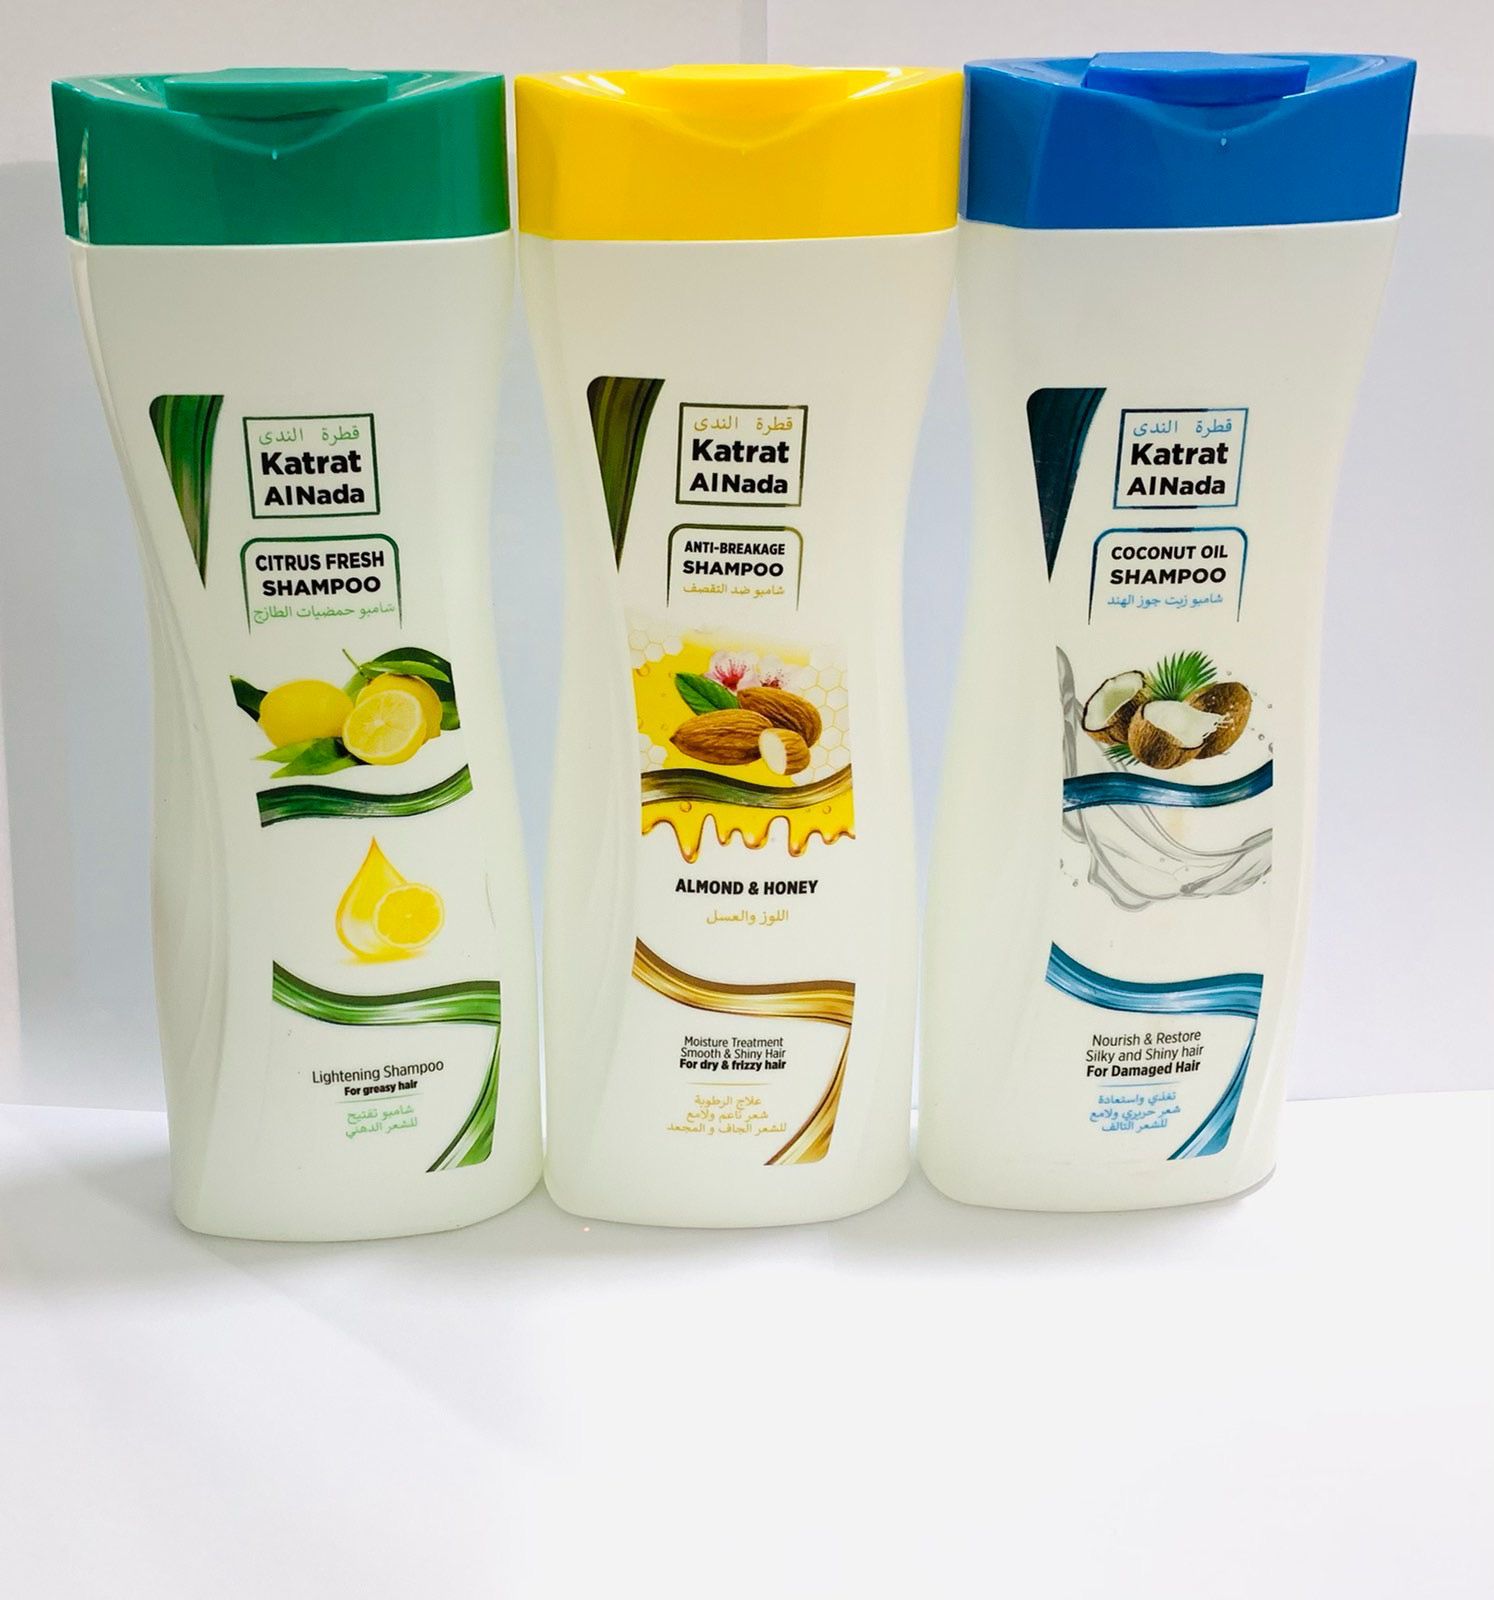 قطرة الندى
Katrat
AlNada
CITRUS FRESH
SHAMPOO
شامبو حمضيات الطازج
Lightening Shampoo
For greasy hair
شامبو تفتيح
للشعر الدهني
قطرة الندى
Katrat
AlNada
ANTI-BREAKAGE
SHAMPOO
شامبو ضد التقصف
ALMOND & HONEY
اللوز والعسل
Moisture Treatment
Smooth & Shiny Hair
For dry & frizzy hair
علاج الرطوبة
شعر ناعم ولامع
للشعر الجاف و المجعد
قطرة الندى
Katrat
AlNada
COCONUT OIL
SHAMPOO
شامبو زيت جوز الهند
Nourish & Restore
Silky and Shiny hair
For Damaged Hair
تغذي واستعادة
شعر حريري ولامع
للشعر التالف